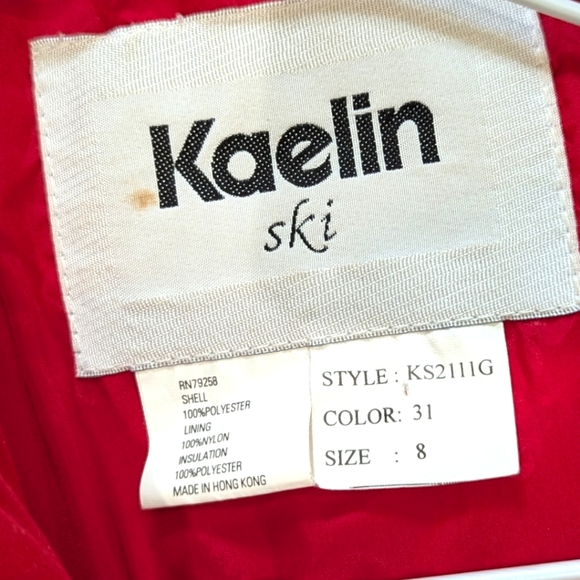 Kaelin
ski
RN79258
SHELL
100%POLYESTER
LINING
100%NYLON
INSULATION
100%POLYESTER
MADE IN HONG KONG
STYLE : KS2111G
COLOR: 31
SIZE : 8